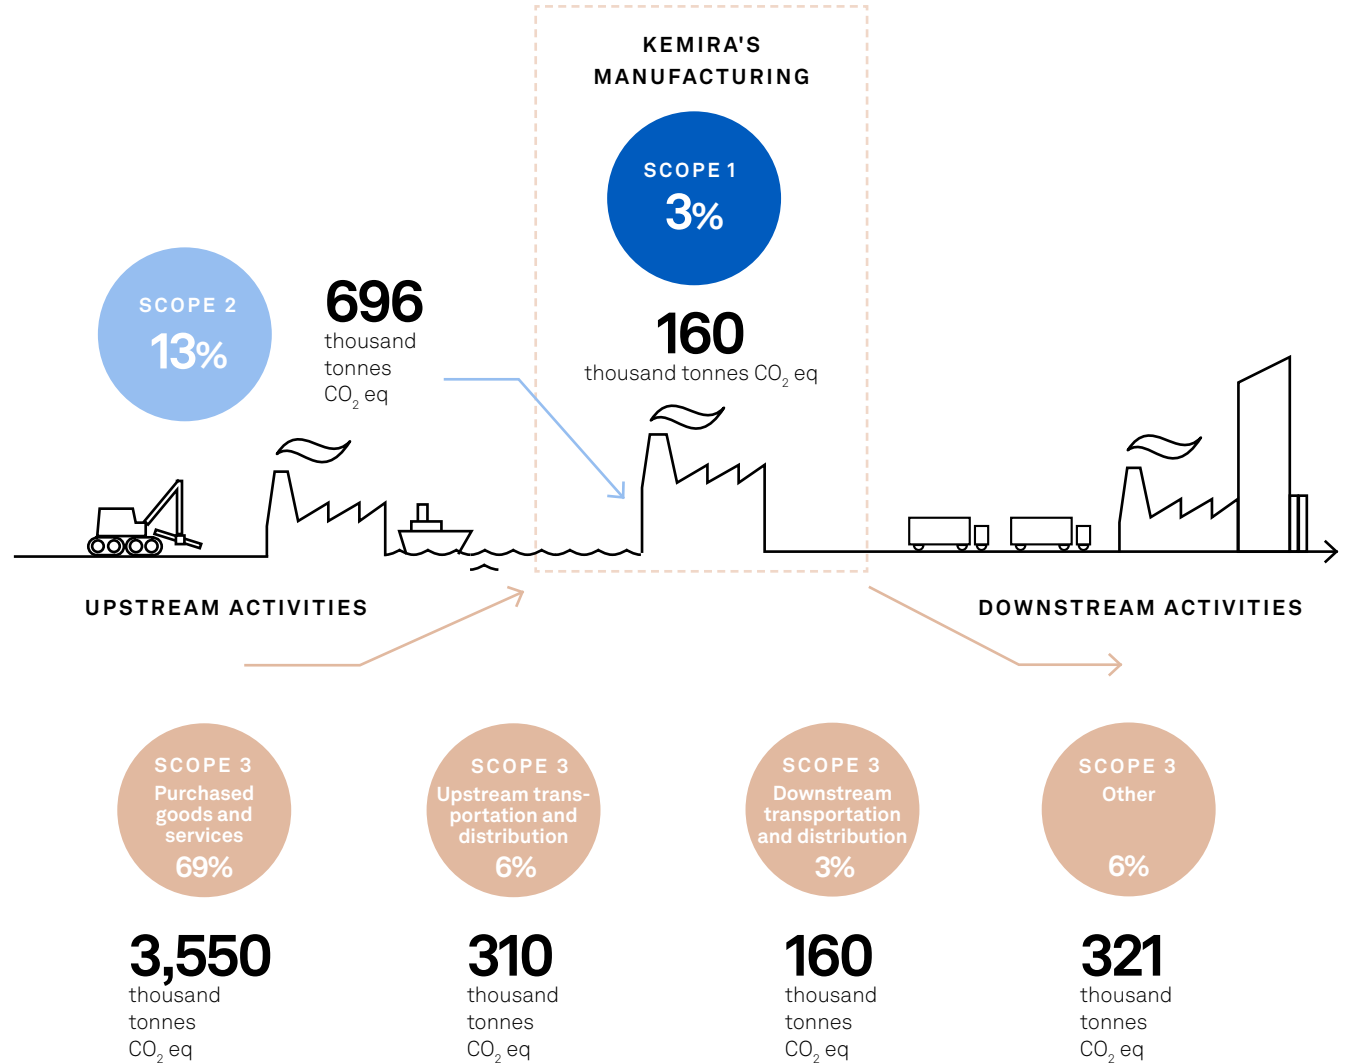 KEMIRA'S
MANUFACTURING
SCOPE 1
3%
160
thousand tonnes CO₂ eq
SCOPE 2
13%
696
thousand
tonnes
CO₂ eq
UPSTREAM ACTIVITIES
DOWNSTREAM ACTIVITIES
SCOPE 3
Purchased
goods and
services
69%
3,550
thousand
tonnes
CO₂ eq
SCOPE 3
Upstream trans-
portation and
distribution
6%
310
thousand
tonnes
CO₂ eq
SCOPE 3
Downstream
transportation
and distribution
3%
160
thousand
tonnes
CO₂ eq
SCOPE 3
Other
6%
321
thousand
tonnes
CO₂ eq